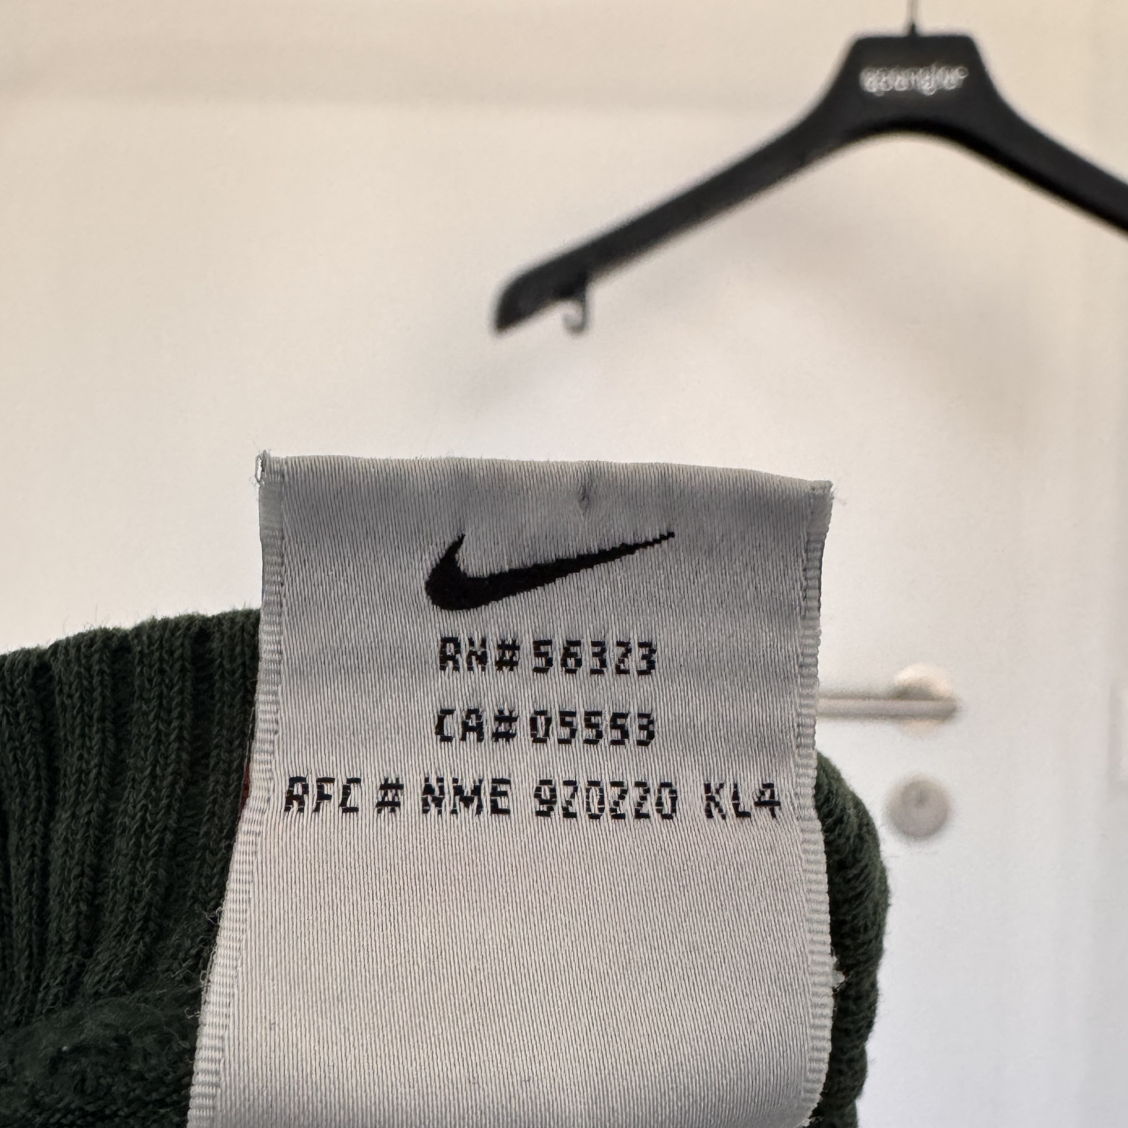 RN# 56323
CA# 05553
RFC # NME 920220 KL4